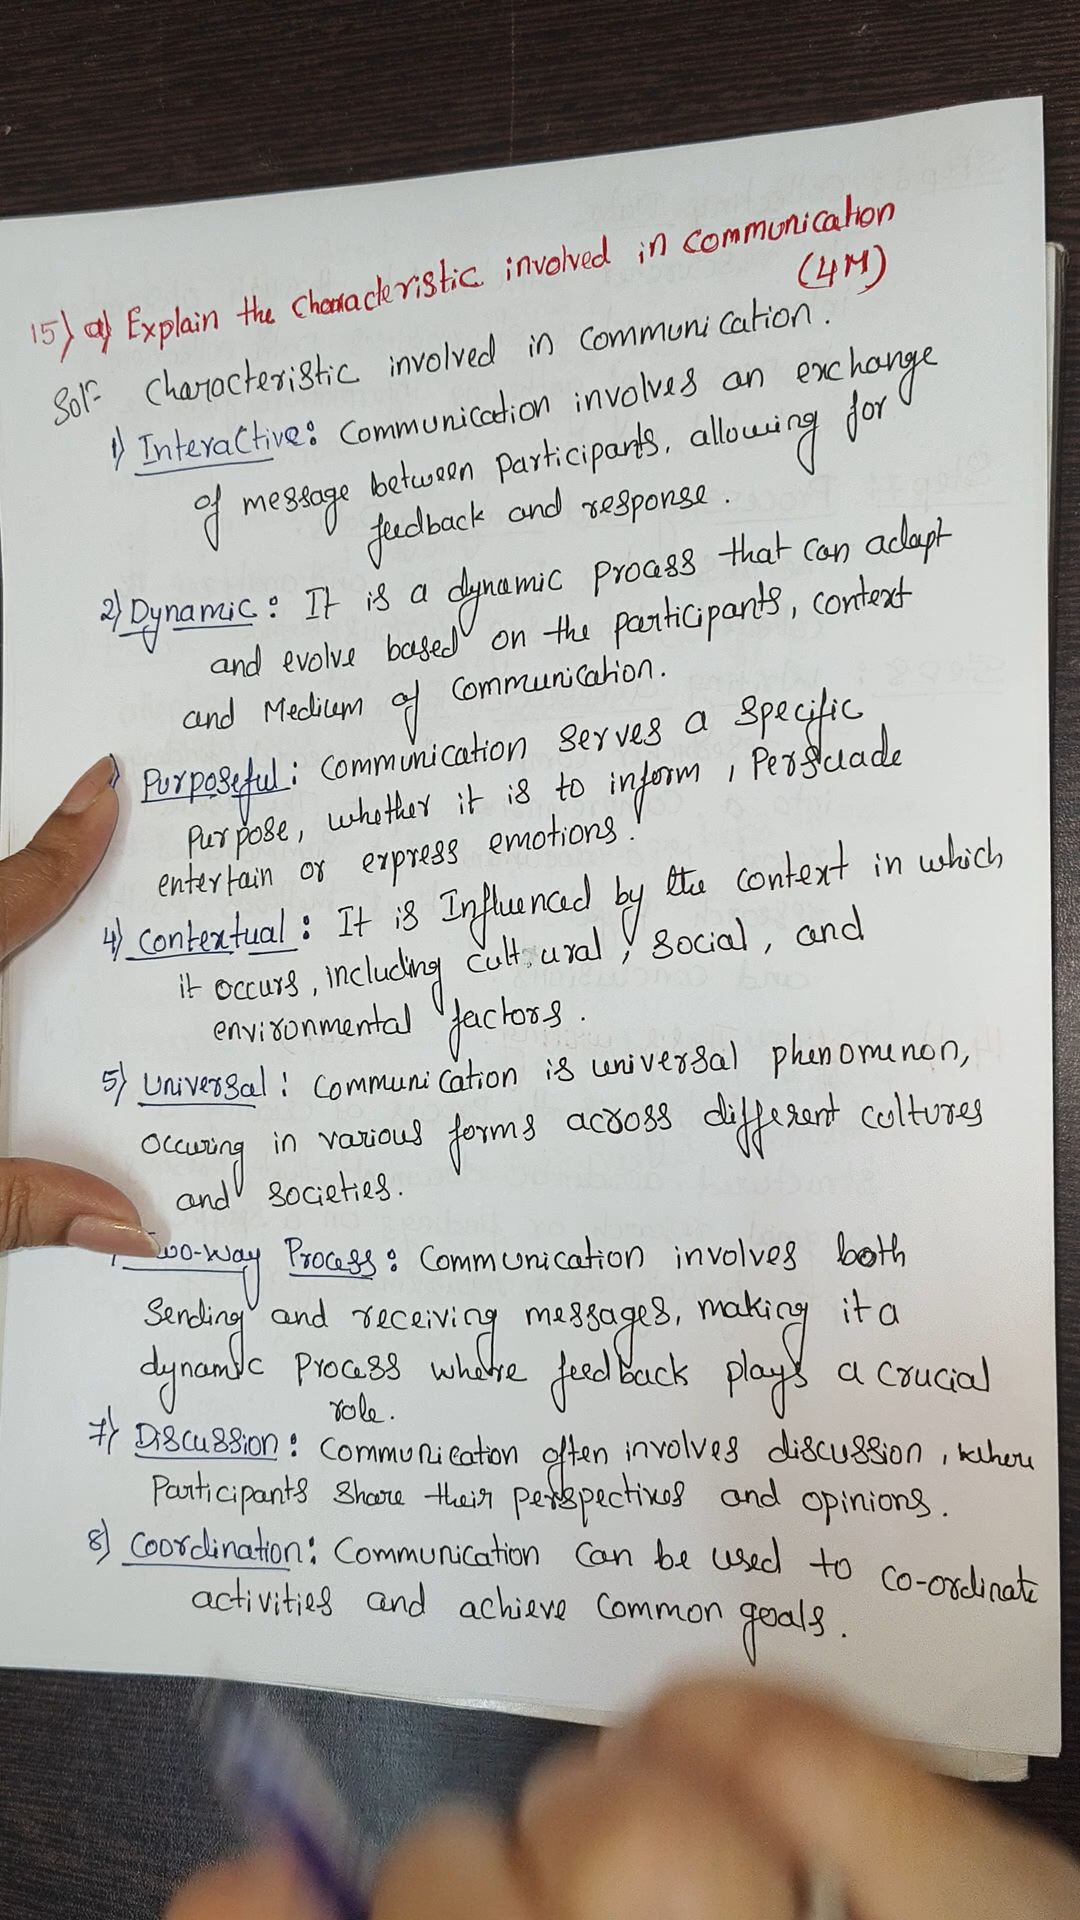 15) a) Explain the Characteristic involved in communication
(4M)
Sol:- Characteristic involved in communication.
1) Interactive: Communication involves an exchange
of message between participants, allowing for
feedback and response.
2) Dynamic: It is a dynamic process that can adapt
and evolve based on the participants, context
and Medium of communication.
) Purposeful: Communication serves a specific
Purpose, whether it is to inform, Persuade
entertain or express emotions.
4) Contextual: It is Influenced by the context in which
it occurs, including cultural, social, and
environmental factors.
5) Universal: Communication is universal phenomenon,
occuring in various forms across different cultures
and societies.
Two-way Process: Communication involves both
sending and receiving messages, making it a
dynamic process where feedback plays a crucial
role.
7) Discussion: Communication often involves discussion, where
Participants share their perspectives and opinions.
8) Coordination: Communication can be used to co-ordinate
activities and achieve common goals.